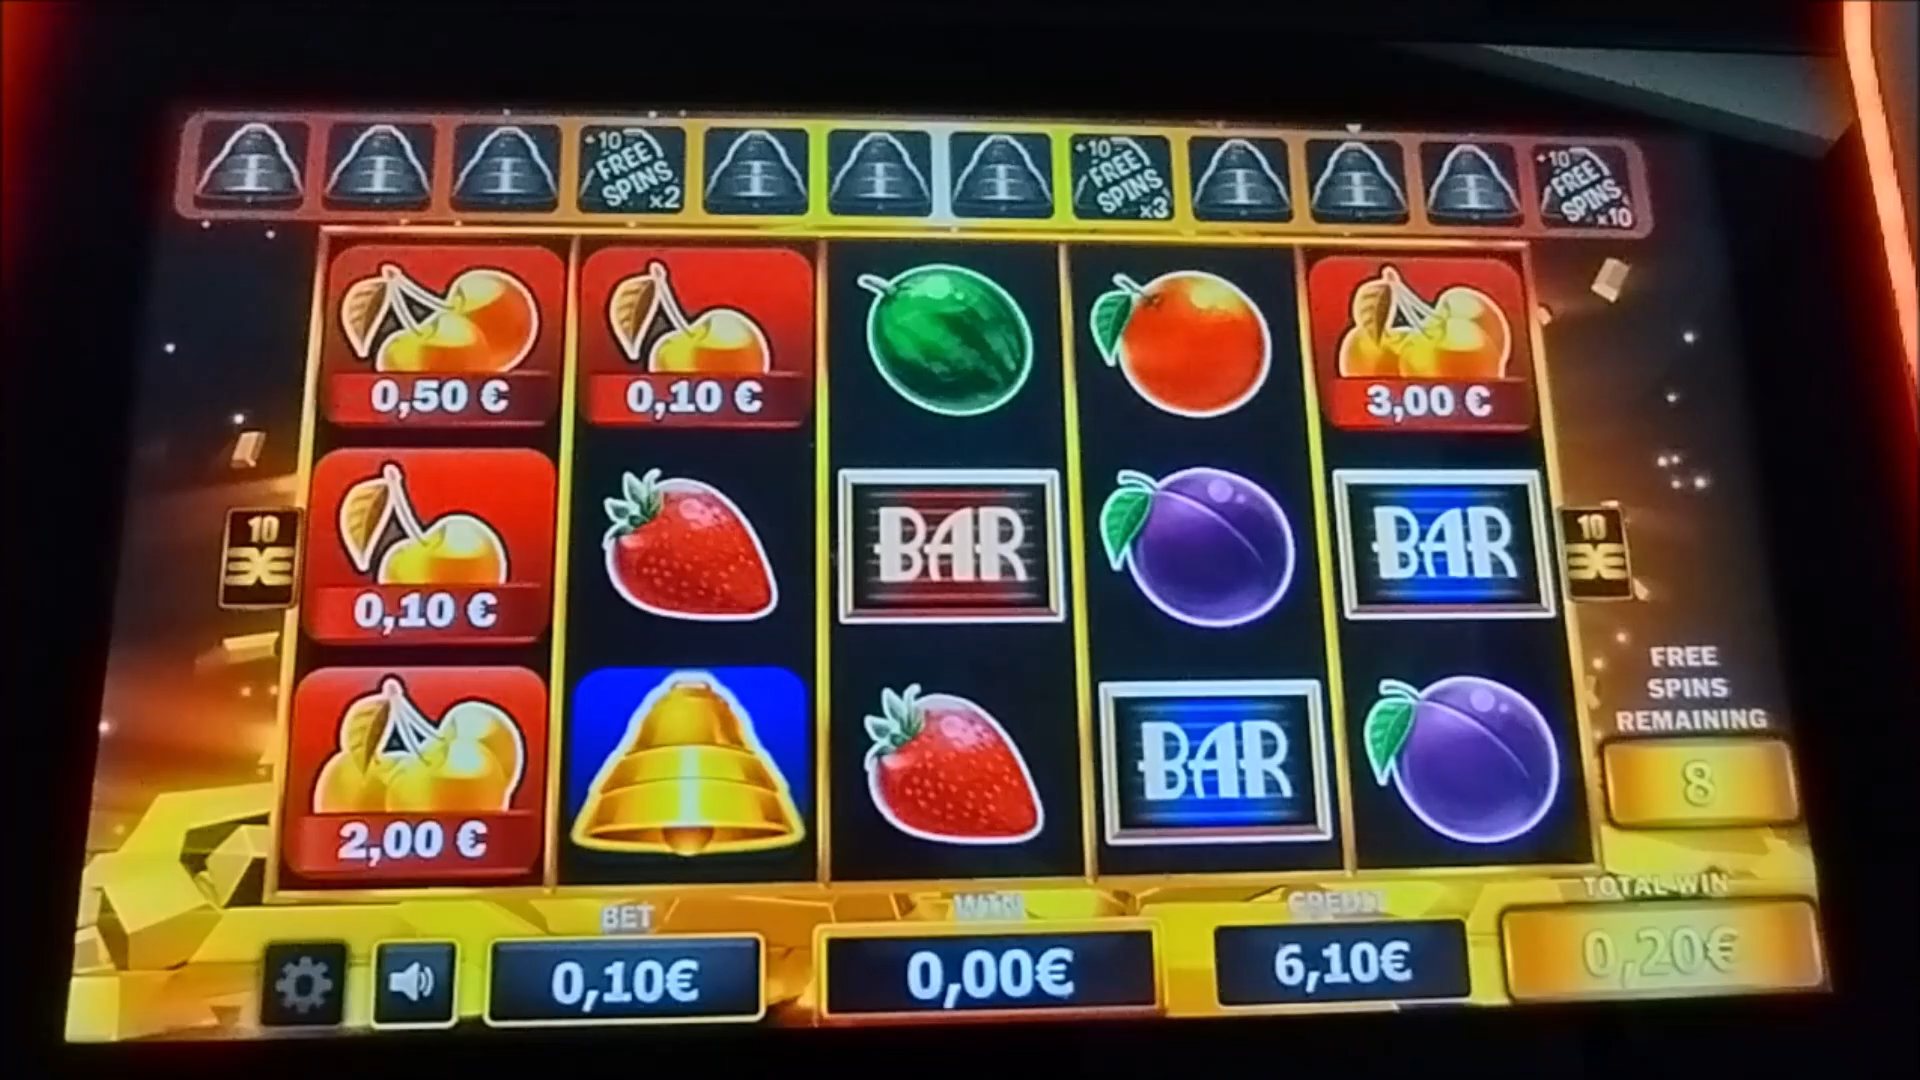 +10 FREE SPINS x2
+10 FREE SPINS x3
+10 FREE SPINS x10
0,50 €
0,10 €
3,00 €
0,10 €
BAR
BAR
10
10
2,00 €
BAR
FREE
SPINS
REMAINING
8
BET
WIN
CREDIT
TOTAL WIN
0,10€
0,00€
6,10€
0,20€